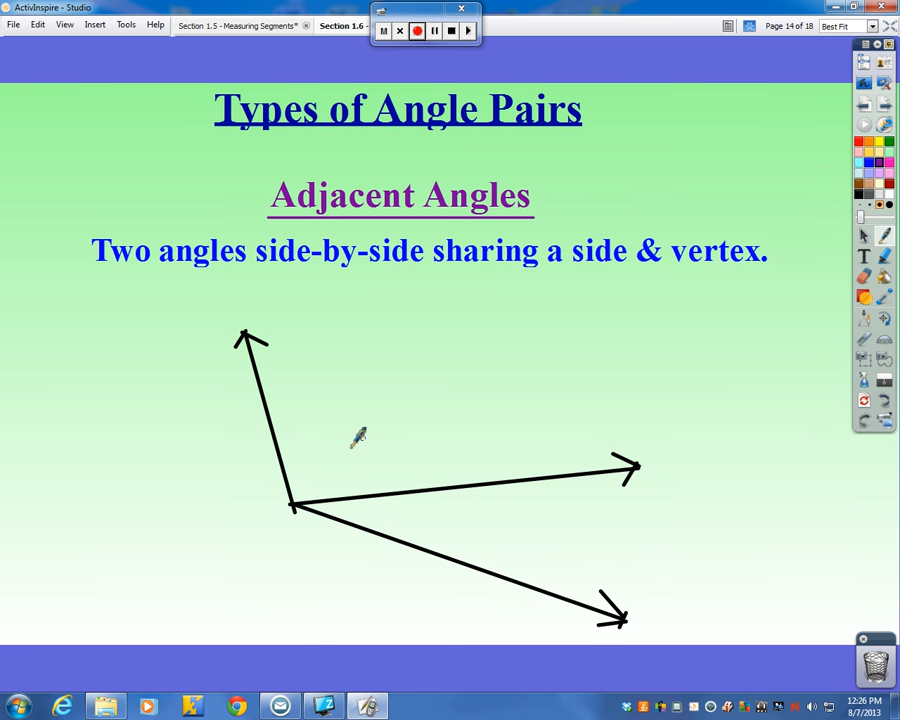 ActivInspire - Studio
File Edit View Insert Tools Help
Section 1.5 - Measuring Segments*
Section 1.6 -
M
Page 14 of 18
Best Fit
Types of Angle Pairs
Adjacent Angles
Two angles side-by-side sharing a side & vertex.
T
12:26 PM
8/7/2013